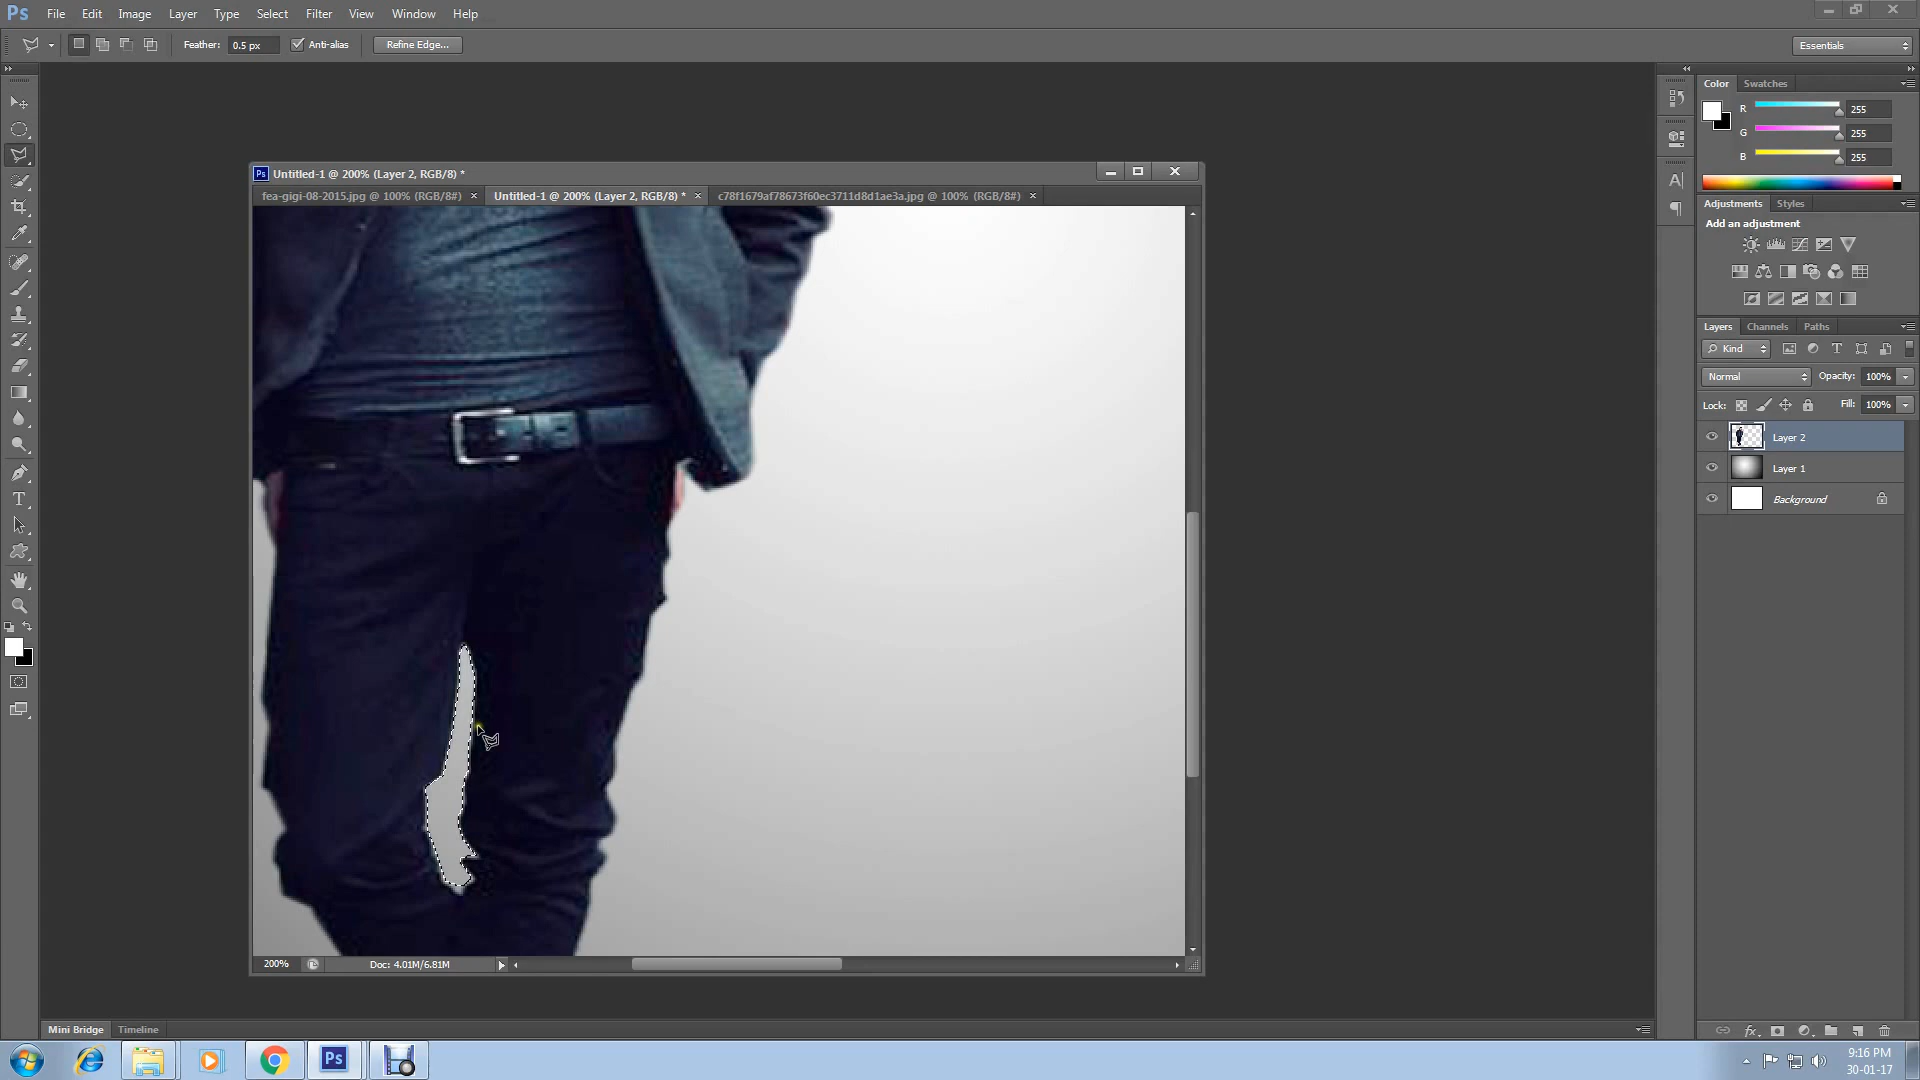 Ps File Edit Image Layer Type Select Filter View Window Help
Feather: 0.5 px Anti-alias Refine Edge... Essentials
Color Swatches
R 255
G 255
B 255
Adjustments Styles
Add an adjustment
Ps Untitled-1 @ 200% (Layer 2, RGB/8) *
fea-gigi-08-2015.jpg @ 100% (RGB/8#) × Untitled-1 @ 200% (Layer 2, RGB/8) * × c78f1679af78673f60ec3711d8d1ae3a.jpg @ 100% (RGB/8#) ×
Layers Channels Paths
Kind
Normal Opacity: 100%
Lock: Fill: 100%
Layer 2
Layer 1
Background
200% Doc: 4.01M/6.81M
Mini Bridge Timeline
Ps
9:16 PM
30-01-17